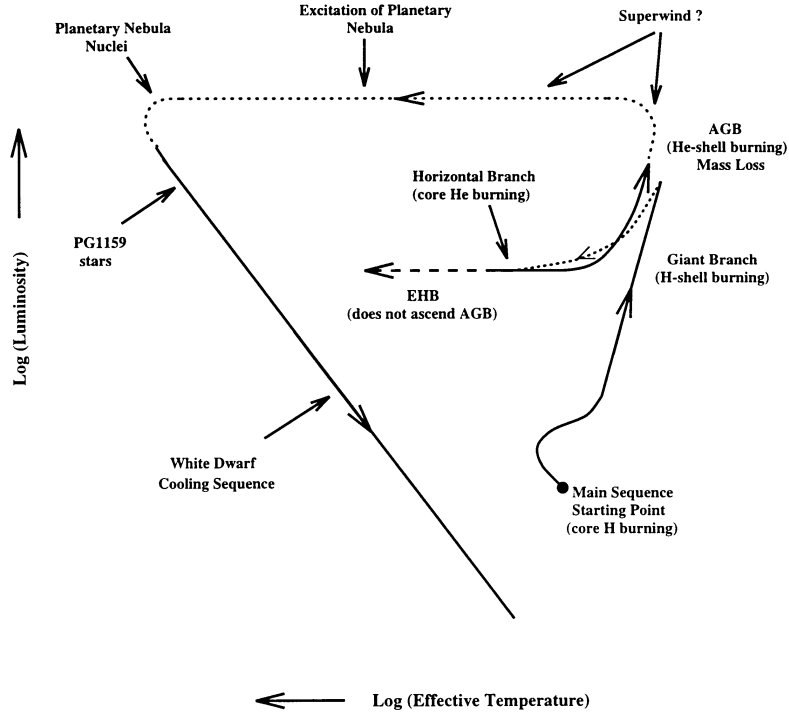 Excitation of Planetary
Nebula
Superwind ?
Planetary Nebula
Nuclei
AGB
(He-shell burning)
Mass Loss
Horizontal Branch
(core He burning)
PG1159
stars
Giant Branch
(H-shell burning)
EHB
(does not ascend AGB)
Log (Luminosity)
White Dwarf
Cooling Sequence
Main Sequence
Starting Point
(core H burning)
Log (Effective Temperature)